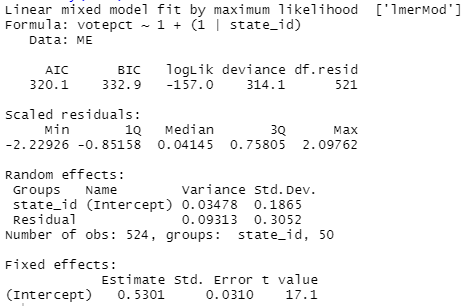 Linear mixed model fit by maximum likelihood  ['lmerMod']
Formula: votepct ~ 1 + (1 | state_id)
   Data: ME
     AIC      BIC   logLik deviance df.resid
   320.1    332.9   -157.0    314.1      521
Scaled residuals:
     Min       1Q   Median       3Q      Max
-2.22926 -0.85158  0.04145  0.75805  2.09762
Random effects:
 Groups   Name        Variance Std.Dev.
 state_id (Intercept) 0.03478  0.1865
 Residual             0.09313  0.3052
Number of obs: 524, groups:  state_id, 50
Fixed effects:
            Estimate Std. Error t value
(Intercept)   0.5301     0.0310    17.1